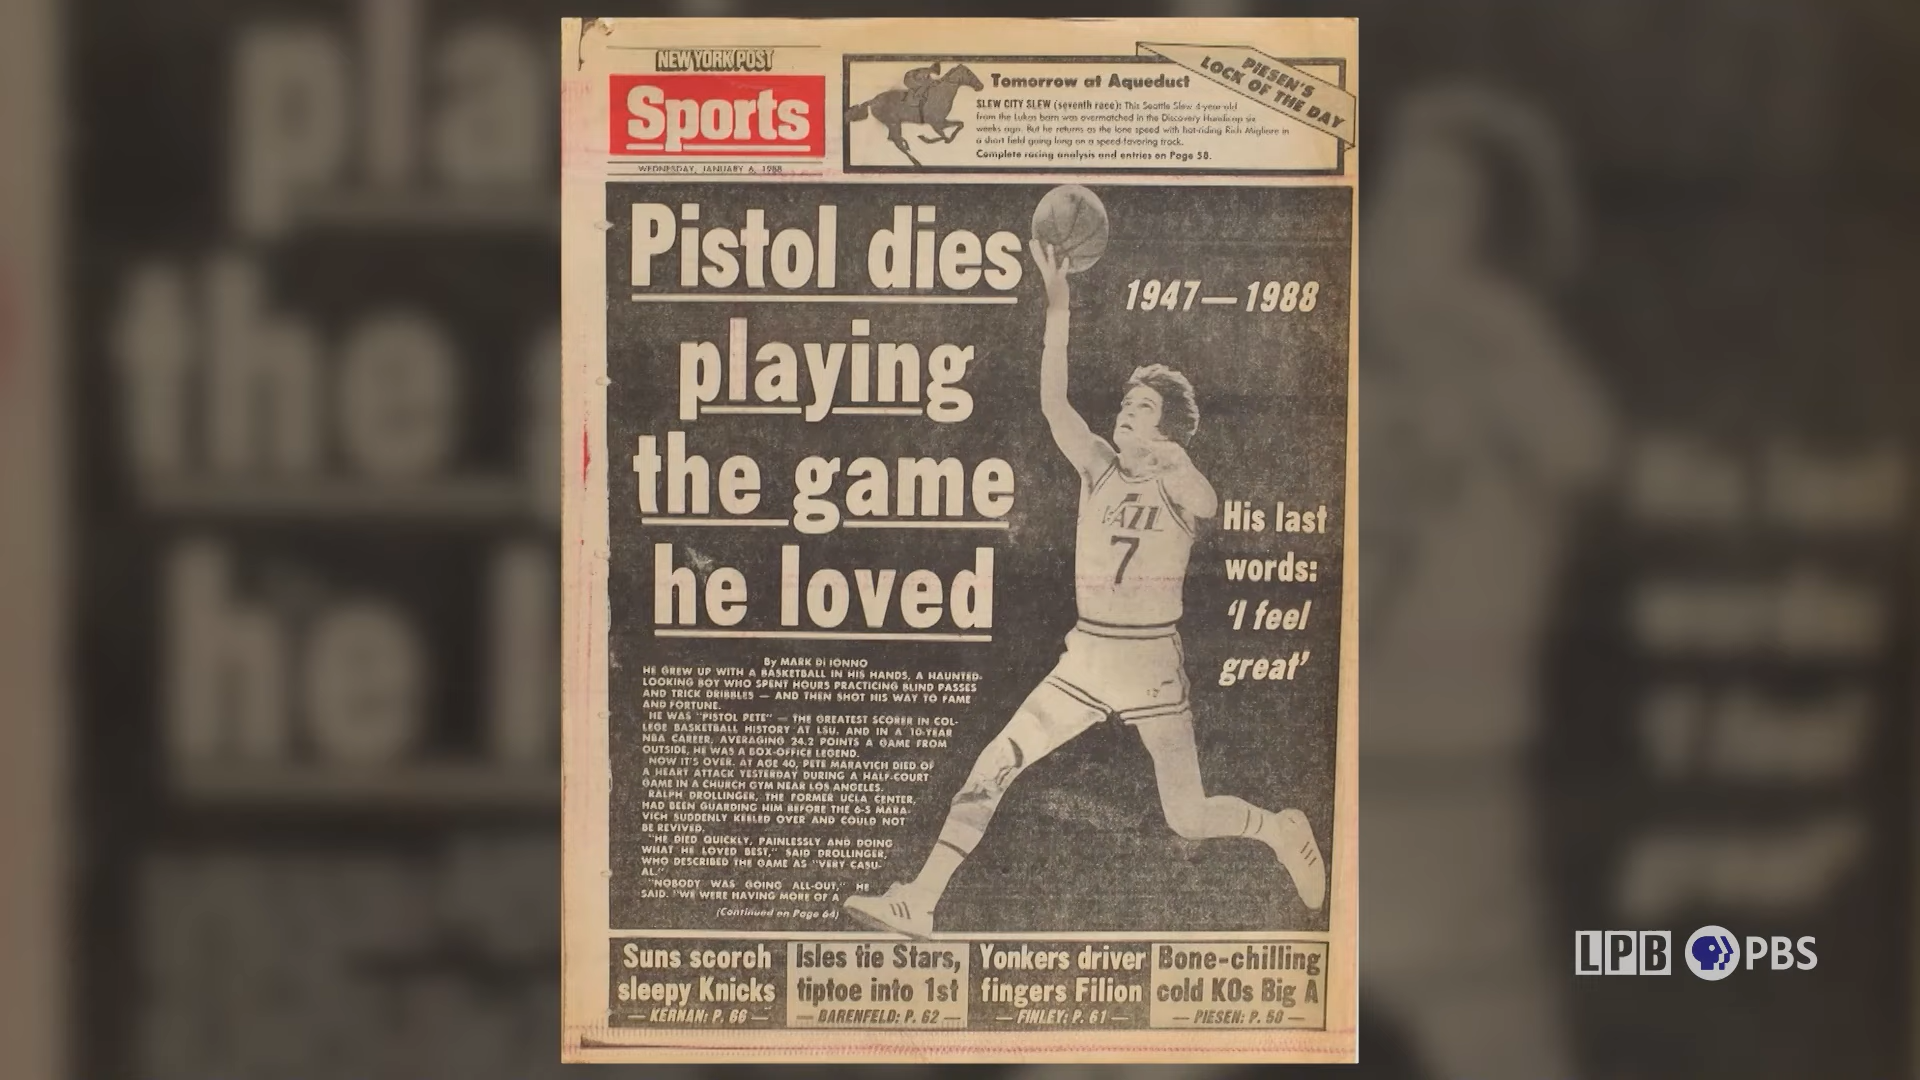 NEW YORK POST
Sports
WEDNESDAY, JANUARY 6, 1988
Tomorrow at Aqueduct
SLEW CITY SLEW (seventh race): This Seattle Slew 4-year-old
from the Lukas barn was overmatched in the Discovery Handicap six
weeks ago. But he returns as the lone speed with hot-riding Rich Migliore in
a short field going long on a speed-favoring track.
Complete racing analysis and entries on Page 58.
PIESEN'S
LOCK OF THE DAY
Pistol dies
playing
the game
he loved
1947—1988
JAZZ
7
His last
words:
'I feel
great'
By MARK Di IONNO
HE GREW UP WITH A BASKETBALL IN HIS HANDS, A HAUNTED-
LOOKING BOY WHO SPENT HOURS PRACTICING BLIND PASSES
AND TRICK DRIBBLES — AND THEN SHOT HIS WAY TO FAME
AND FORTUNE.
HE WAS "PISTOL PETE" — THE GREATEST SCORER IN COL-
LEGE BASKETBALL HISTORY AT LSU. AND IN A 10-YEAR
NBA CAREER, AVERAGING 24.2 POINTS A GAME FROM
OUTSIDE, HE WAS A BOX-OFFICE LEGEND.
NOW IT'S OVER. AT AGE 40, PETE MARAVICH DIED OF
A HEART ATTACK YESTERDAY DURING A HALF-COURT
GAME IN A CHURCH GYM NEAR LOS ANGELES.
RALPH DROLLINGER, THE FORMER UCLA CENTER,
HAD BEEN GUARDING HIM BEFORE THE 6-5 MARA-
VICH SUDDENLY KEELED OVER AND COULD NOT
BE REVIVED.
"HE DIED QUICKLY, PAINLESSLY AND DOING
WHAT HE LOVED BEST," SAID DROLLINGER,
WHO DESCRIBED THE GAME AS "VERY CASU-
AL."
"NOBODY WAS GOING ALL-OUT," HE
SAID. "WE WERE HAVING MORE OF A
(Continued on Page 64)
Suns scorch
sleepy Knicks
— KERNAN: P. 66 —
Isles tie Stars,
tiptoe into 1st
— BARENFELD: P. 62 —
Yonkers driver
fingers Filion
— FINLEY: P. 61 —
Bone-chilling
cold KOs Big A
— PIESEN: P. 50 —
LPB PBS